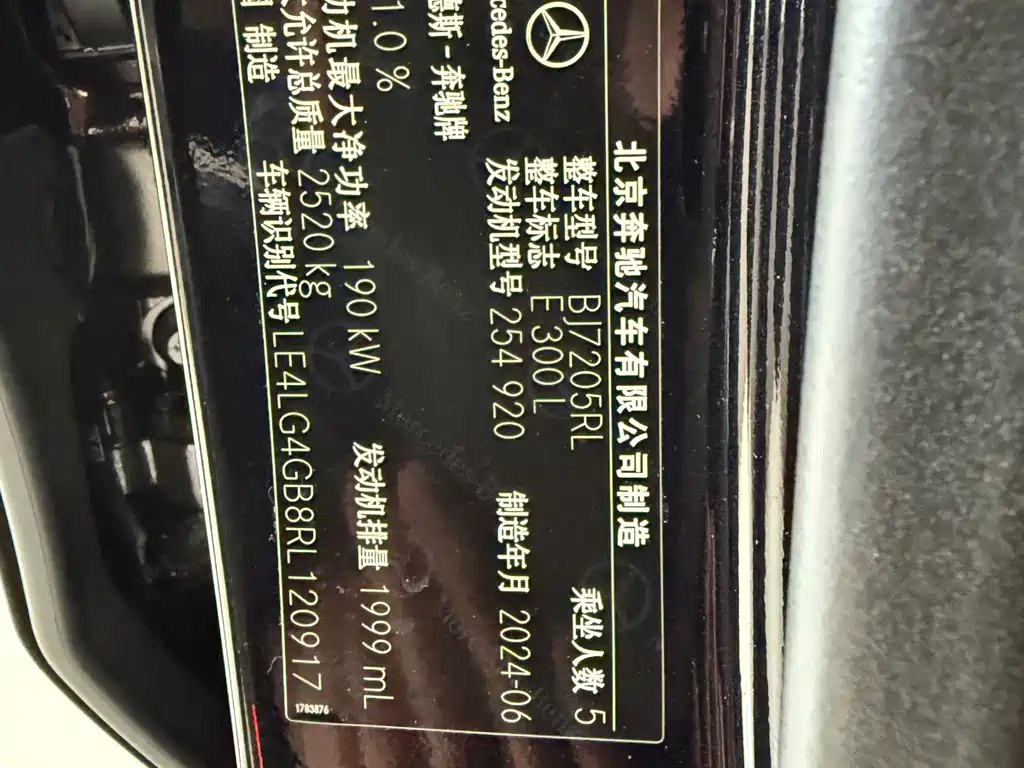 北京奔驰汽车有限公司制造
整车型号 BJ7205RL 乘坐人数 5
整车标志 E 300 L
cedes-Benz 发动机型号 254 920 制造年月 2024-06
德斯-奔驰牌
1.0 %
动机最大净功率 190 kW 发动机排量 1999 mL
允许总质量 2520 kg
制造 车辆识别代号 LE4LG4GB8RL120917
1783876